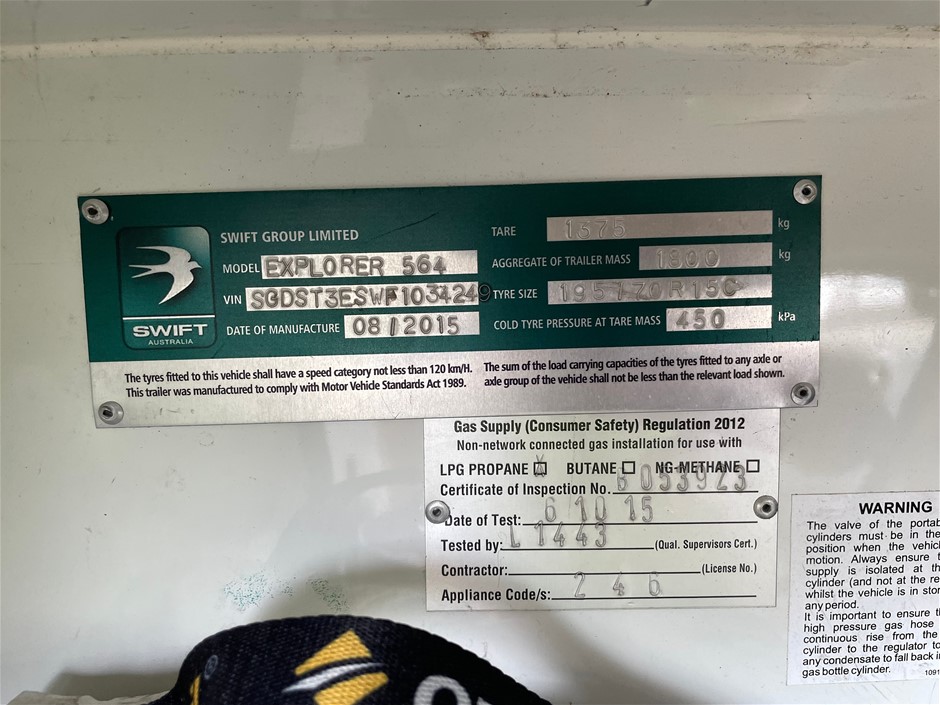 SWIFT GROUP LIMITED
MODEL EXPLORER 564
VIN SGDST3ESWF1034249
DATE OF MANUFACTURE 08/2015
SWIFT
AUSTRALIA
TARE 1375 kg
AGGREGATE OF TRAILER MASS 1800 kg
TYRE SIZE 195/70R15C
COLD TYRE PRESSURE AT TARE MASS 450 kPa
The tyres fitted to this vehicle shall have a speed category not less than 120 km/H.
This trailer was manufactured to comply with Motor Vehicle Standards Act 1989.
The sum of the load carrying capacities of the tyres fitted to any axle or
axle group of the vehicle shall not be less than the relevant load shown.
Gas Supply (Consumer Safety) Regulation 2012
Non-network connected gas installation for use with
LPG PROPANE BUTANE NG-METHANE
Certificate of Inspection No. B053923
Date of Test: 6 10 15
Tested by: L 1443 (Qual. Supervisors Cert.)
Contractor: (License No.)
Appliance Code/s: 2 4 6
WARNING
The valve of the portab
cylinders must be in the
position when the vehicl
motion. Always ensure t
supply is isolated at th
cylinder (and not at the re
whilst the vehicle is in stor
any period.
It is important to ensure th
high pressure gas hose
continuous rise from the
cylinder to the regulator to
any condensate to fall back i
gas bottle cylinder.
1091